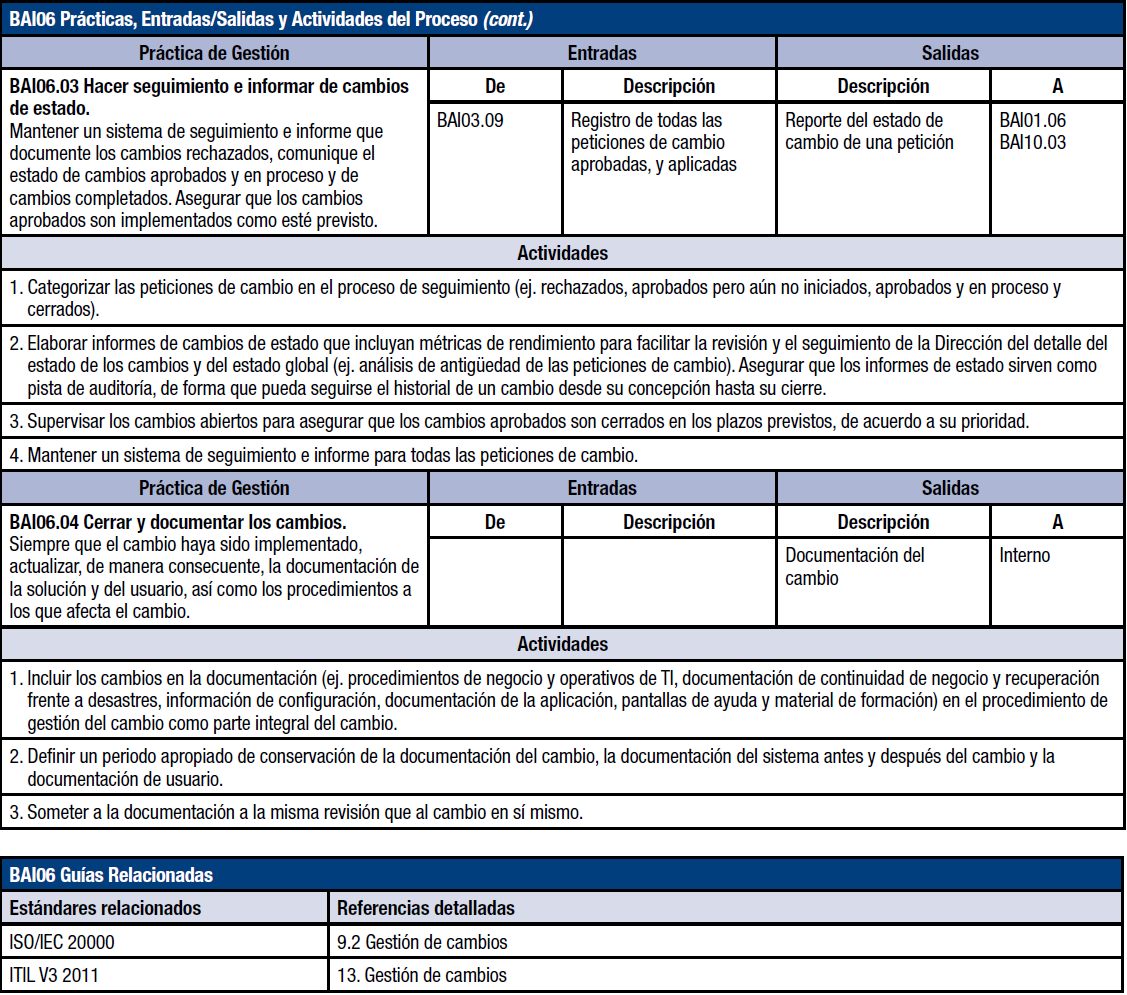 BAI06 Prácticas, Entradas/Salidas y Actividades del Proceso (cont.)
Práctica de Gestión
Entradas
Salidas
BAI06.03 Hacer seguimiento e informar de cambios
de estado.
Mantener un sistema de seguimiento e informe que
documente los cambios rechazados, comunique el
estado de cambios aprobados y en proceso y de
cambios completados. Asegurar que los cambios
aprobados son implementados como esté previsto.
De
Descripción
Descripción
A
BAI03.09
Registro de todas las
peticiones de cambio
aprobadas, y aplicadas
Reporte del estado de
cambio de una petición
BAI01.06
BAI10.03
Actividades
1. Categorizar las peticiones de cambio en el proceso de seguimiento (ej. rechazados, aprobados pero aún no iniciados, aprobados y en proceso y
cerrados).
2. Elaborar informes de cambios de estado que incluyan métricas de rendimiento para facilitar la revisión y el seguimiento de la Dirección del detalle del
estado de los cambios y del estado global (ej. análisis de antigüedad de las peticiones de cambio). Asegurar que los informes de estado sirven como
pista de auditoría, de forma que pueda seguirse el historial de un cambio desde su concepción hasta su cierre.
3. Supervisar los cambios abiertos para asegurar que los cambios aprobados son cerrados en los plazos previstos, de acuerdo a su prioridad.
4. Mantener un sistema de seguimiento e informe para todas las peticiones de cambio.
Práctica de Gestión
Entradas
Salidas
BAI06.04 Cerrar y documentar los cambios.
Siempre que el cambio haya sido implementado,
actualizar, de manera consecuente, la documentación de
la solución y del usuario, así como los procedimientos a
los que afecta el cambio.
De
Descripción
Descripción
A
Documentación del
cambio
Interno
Actividades
1. Incluir los cambios en la documentación (ej. procedimientos de negocio y operativos de TI, documentación de continuidad de negocio y recuperación
frente a desastres, información de configuración, documentación de la aplicación, pantallas de ayuda y material de formación) en el procedimiento de
gestión del cambio como parte integral del cambio.
2. Definir un periodo apropiado de conservación de la documentación del cambio, la documentación del sistema antes y después del cambio y la
documentación de usuario.
3. Someter a la documentación a la misma revisión que al cambio en sí mismo.
BAI06 Guías Relacionadas
Estándares relacionados
Referencias detalladas
ISO/IEC 20000
9.2 Gestión de cambios
ITIL V3 2011
13. Gestión de cambios